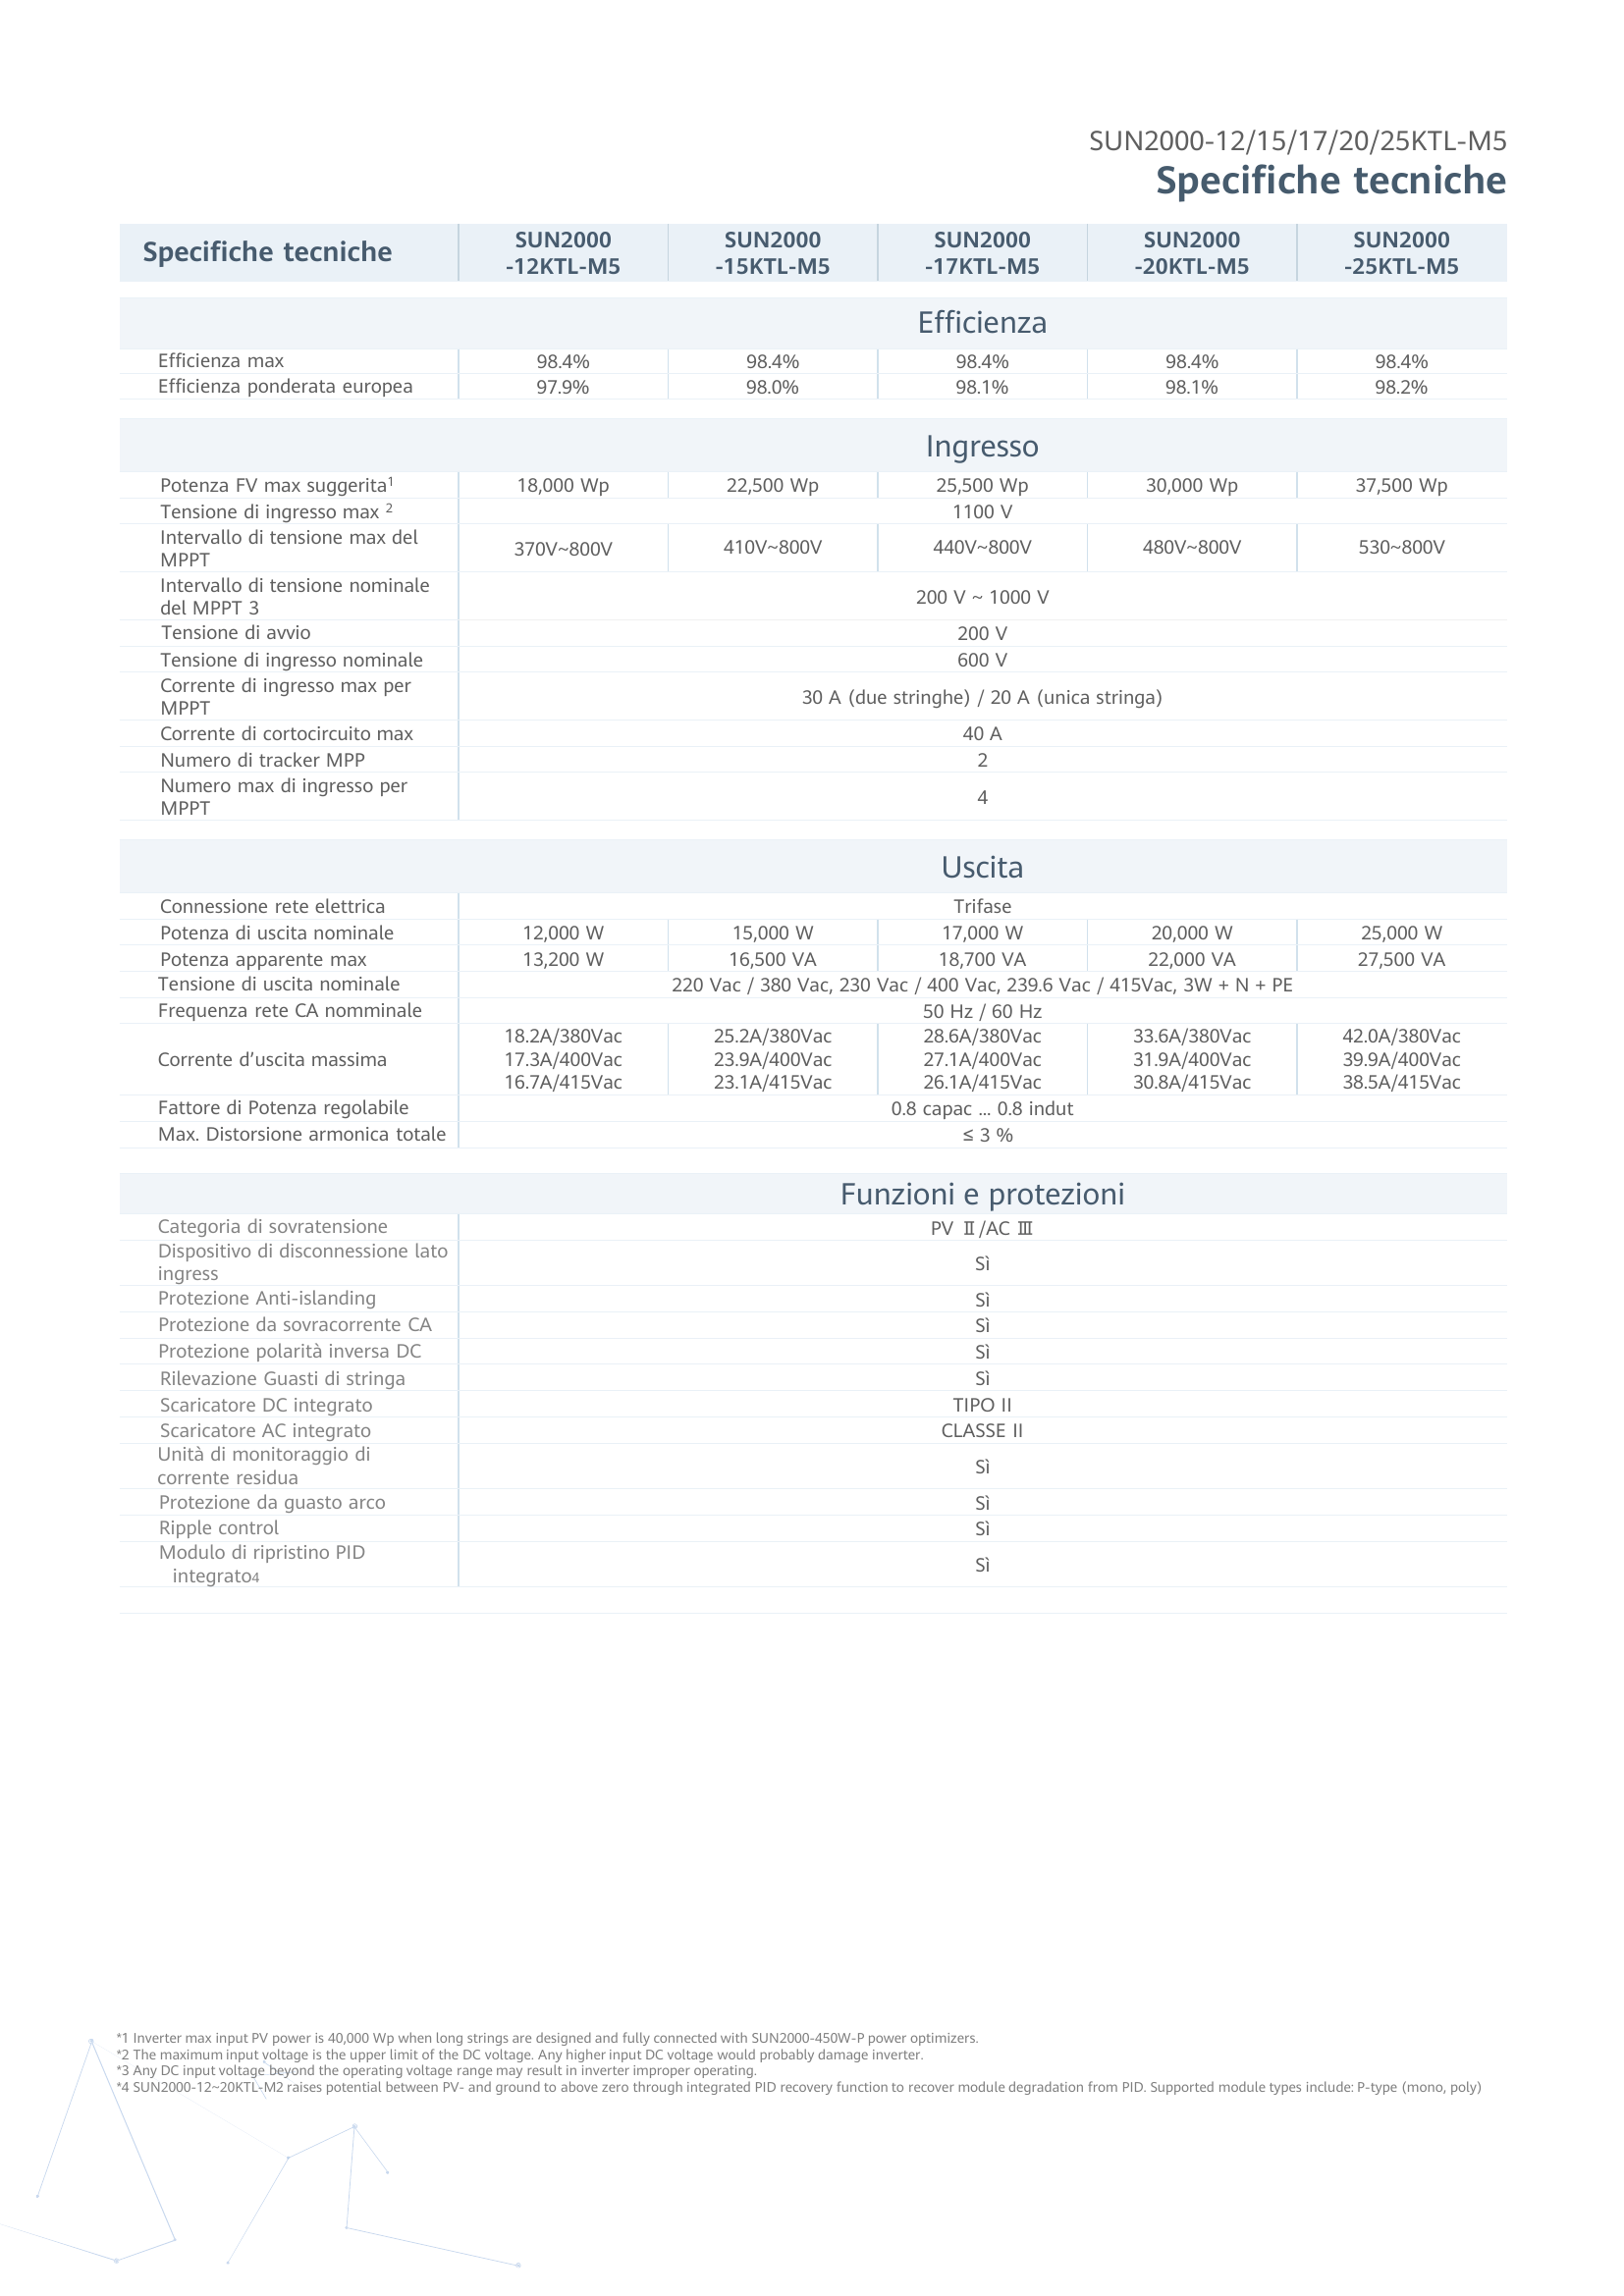 SUN2000-12/15/17/20/25KTL-M5
Specifiche tecniche
Specifiche tecniche
SUN2000 -12KTL-M5 SUN2000 -15KTL-M5 SUN2000 -17KTL-M5 SUN2000 -20KTL-M5 SUN2000 -25KTL-M5
Efficienza
Efficienza max 98.4% 98.4% 98.4% 98.4% 98.4%
Efficienza ponderata europea 97.9% 98.0% 98.1% 98.1% 98.2%
Ingresso
Potenza FV max suggerita¹ 18,000 Wp 22,500 Wp 25,500 Wp 30,000 Wp 37,500 Wp
Tensione di ingresso max ² 1100 V
Intervallo di tensione max del
MPPT 370V~800V 410V~800V 440V~800V 480V~800V 530~800V
Intervallo di tensione nominale
del MPPT 3 200 V ~ 1000 V
Tensione di avvio 200 V
Tensione di ingresso nominale 600 V
Corrente di ingresso max per
MPPT 30 A (due stringhe) / 20 A (unica stringa)
Corrente di cortocircuito max 40 A
Numero di tracker MPP 2
Numero max di ingresso per
MPPT 4
Uscita
Connessione rete elettrica Trifase
Potenza di uscita nominale 12,000 W 15,000 W 17,000 W 20,000 W 25,000 W
Potenza apparente max 13,200 W 16,500 VA 18,700 VA 22,000 VA 27,500 VA
Tensione di uscita nominale 220 Vac / 380 Vac, 230 Vac / 400 Vac, 239.6 Vac / 415Vac, 3W + N + PE
Frequenza rete CA nomminale 50 Hz / 60 Hz
18.2A/380Vac 25.2A/380Vac 28.6A/380Vac 33.6A/380Vac 42.0A/380Vac
Corrente d’uscita massima 17.3A/400Vac 23.9A/400Vac 27.1A/400Vac 31.9A/400Vac 39.9A/400Vac
16.7A/415Vac 23.1A/415Vac 26.1A/415Vac 30.8A/415Vac 38.5A/415Vac
Fattore di Potenza regolabile 0.8 capac ... 0.8 indut
Max. Distorsione armonica totale ≤ 3 %
Funzioni e protezioni
Categoria di sovratensione PV Ⅱ/AC Ⅲ
Dispositivo di disconnessione lato
ingress Sì
Protezione Anti-islanding Sì
Protezione da sovracorrente CA Sì
Protezione polarità inversa DC Sì
Rilevazione Guasti di stringa Sì
Scaricatore DC integrato TIPO II
Scaricatore AC integrato CLASSE II
Unità di monitoraggio di
corrente residua Sì
Protezione da guasto arco Sì
Ripple control Sì
Modulo di ripristino PID
integrato4 Sì
*1 Inverter max input PV power is 40,000 Wp when long strings are designed and fully connected with SUN2000-450W-P power optimizers.
*2 The maximum input voltage is the upper limit of the DC voltage. Any higher input DC voltage would probably damage inverter.
*3 Any DC input voltage beyond the operating voltage range may result in inverter improper operating.
*4 SUN2000-12~20KTL-M2 raises potential between PV- and ground to above zero through integrated PID recovery function to recover module degradation from PID. Supported module types include: P-type (mono, poly)